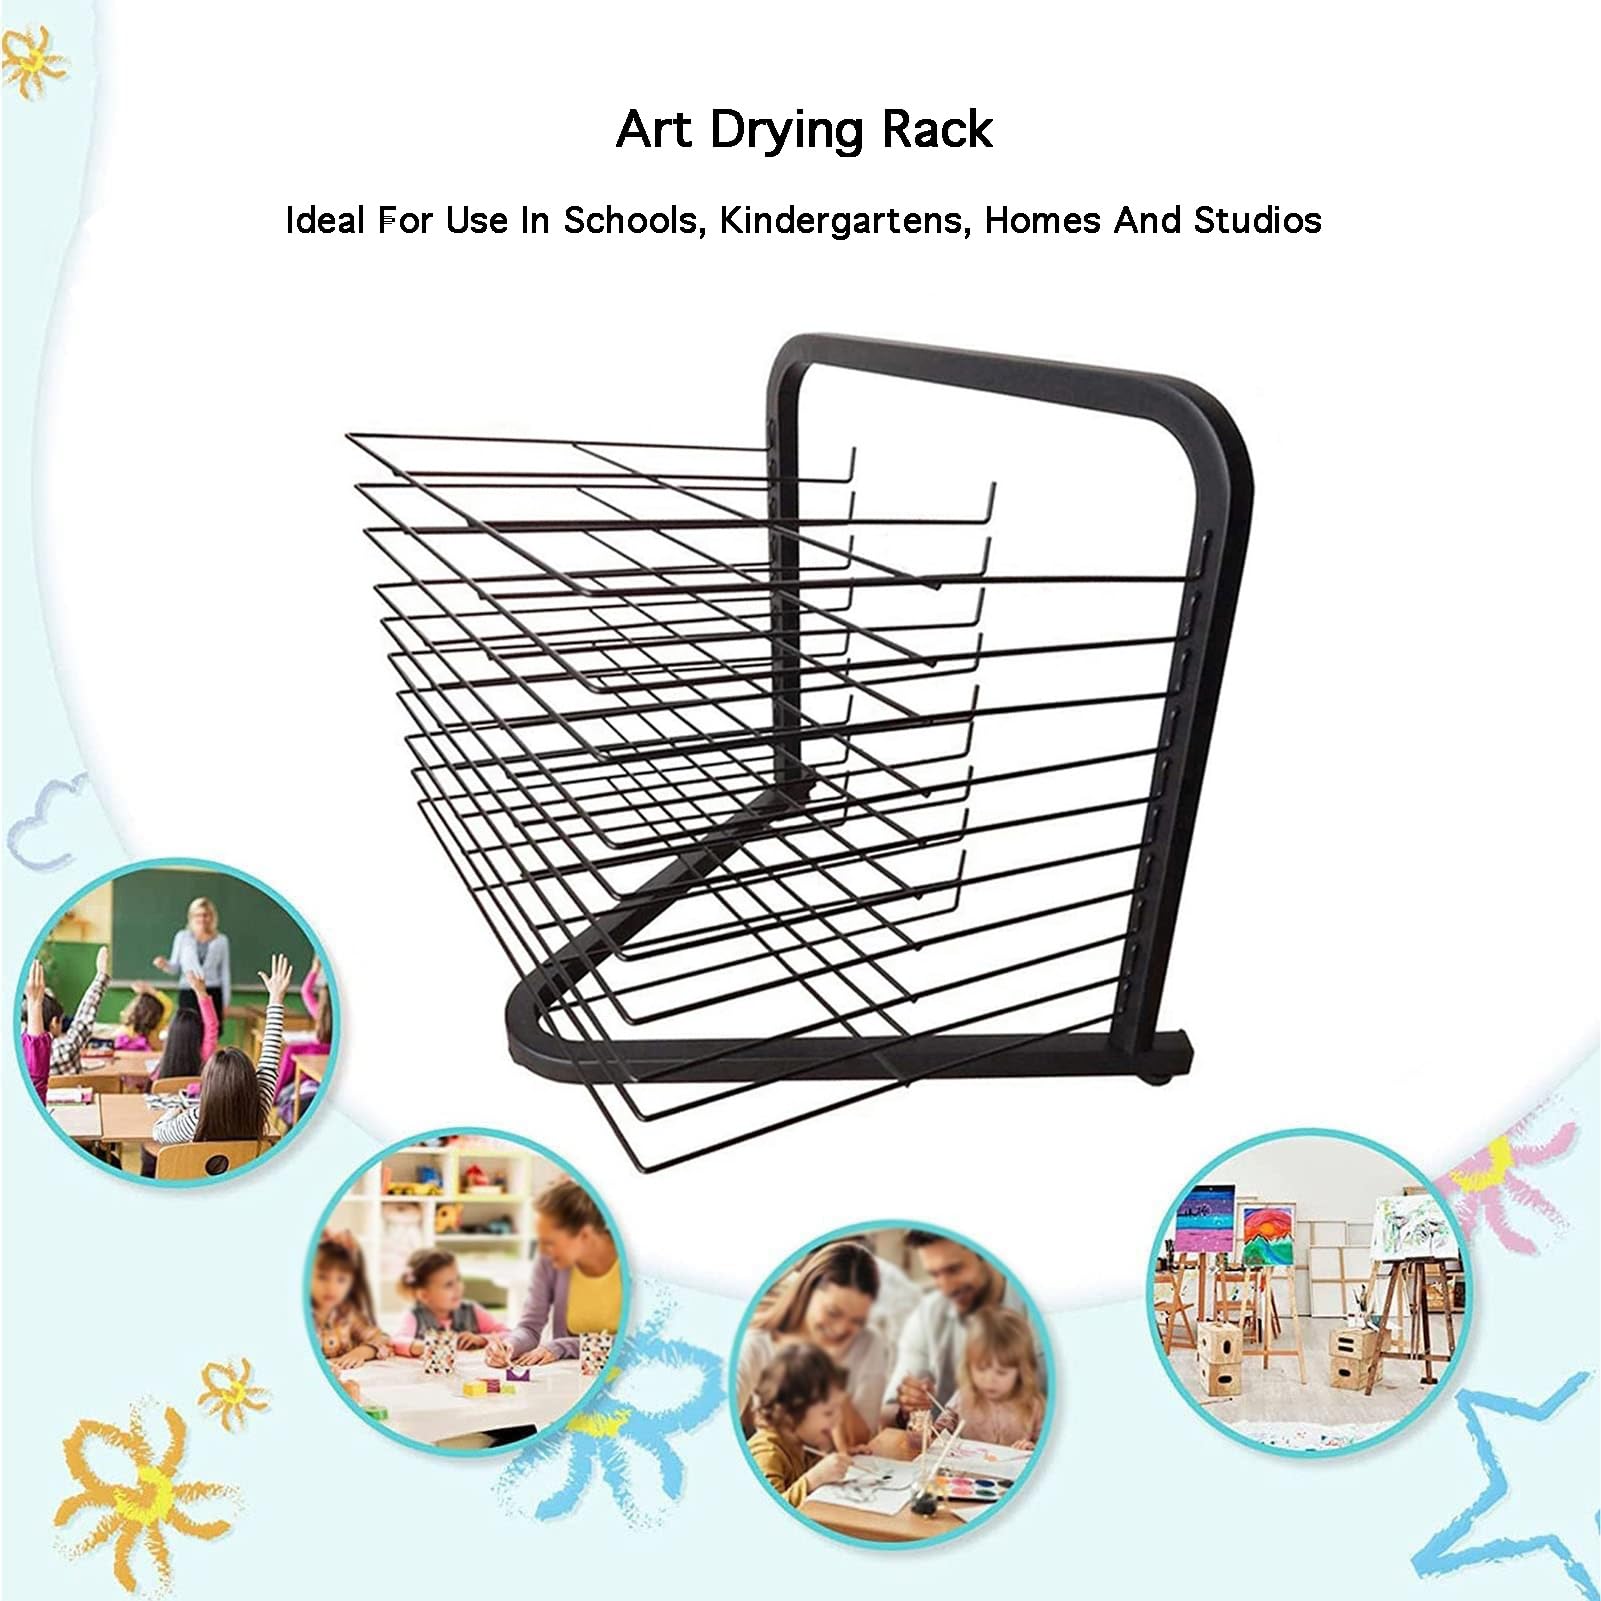 Art Drying Rack
Ideal For Use In Schools, Kindergartens, Homes And Studios